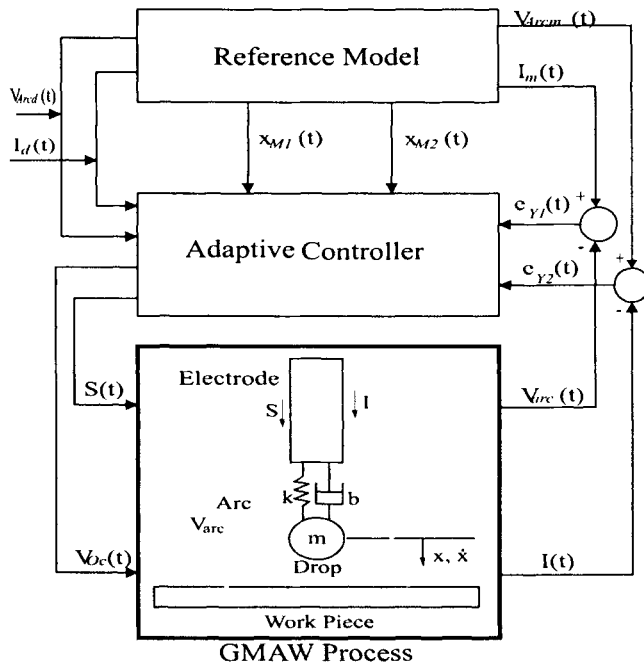 V_Arcm(t)
Reference Model
I_m(t)
V_Arcd(t)
I_d(t)
x_M1(t)
x_M2(t)
e_Y1(t)
+
-
Adaptive Controller
e_Y2(t)
+
-
S(t)
Electrode
S
I
V_arc(t)
k
b
Arc
V_arc
m
x, ẋ
Drop
V_Oc(t)
I(t)
Work Piece
GMAW Process